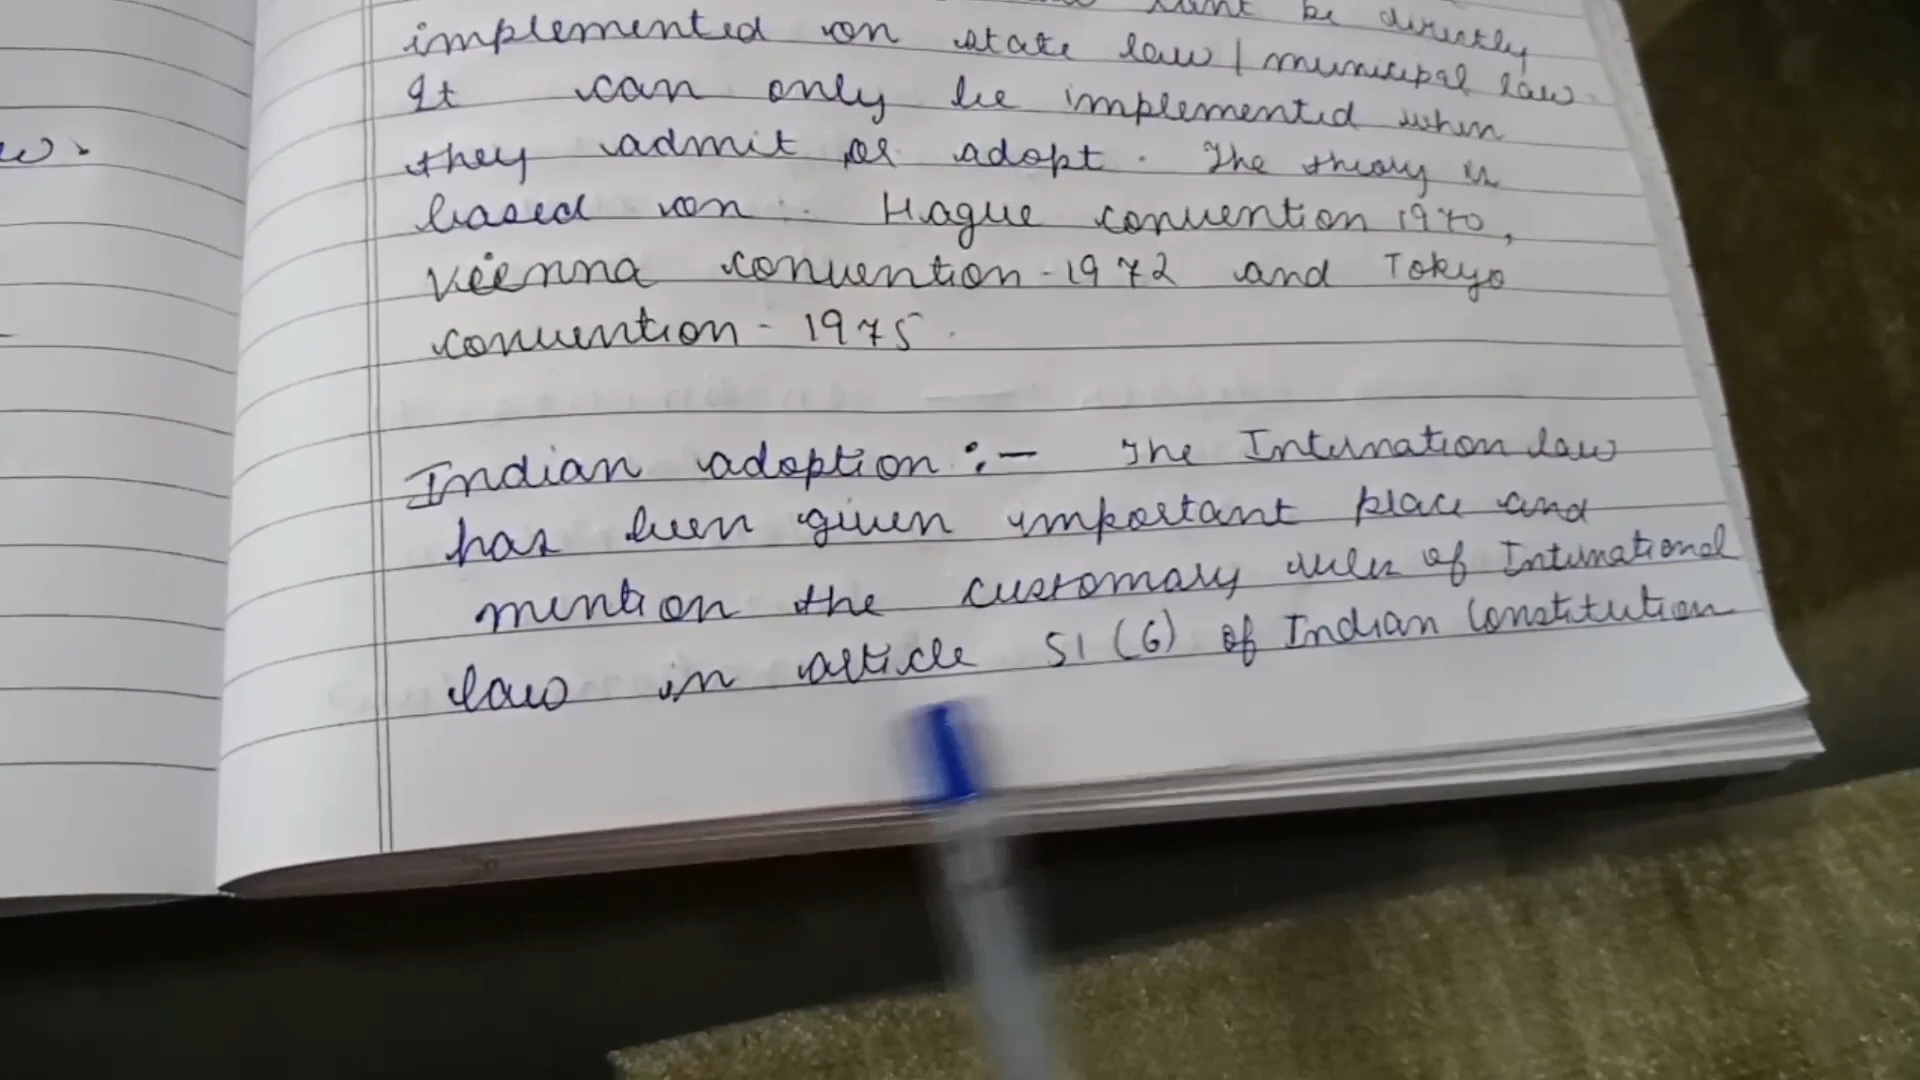 be directly
implemented on state law / municipal law.
It can only be implemented when
they admit or adopt. The theory is
based on :- Hague convention 1970,
Vienna convention - 1972 and Tokyo
convention - 1975.
Indian adoption :- The Internation law
has been given important place and
mention the customary rules of International
law in article 51 (G) of Indian Constitution